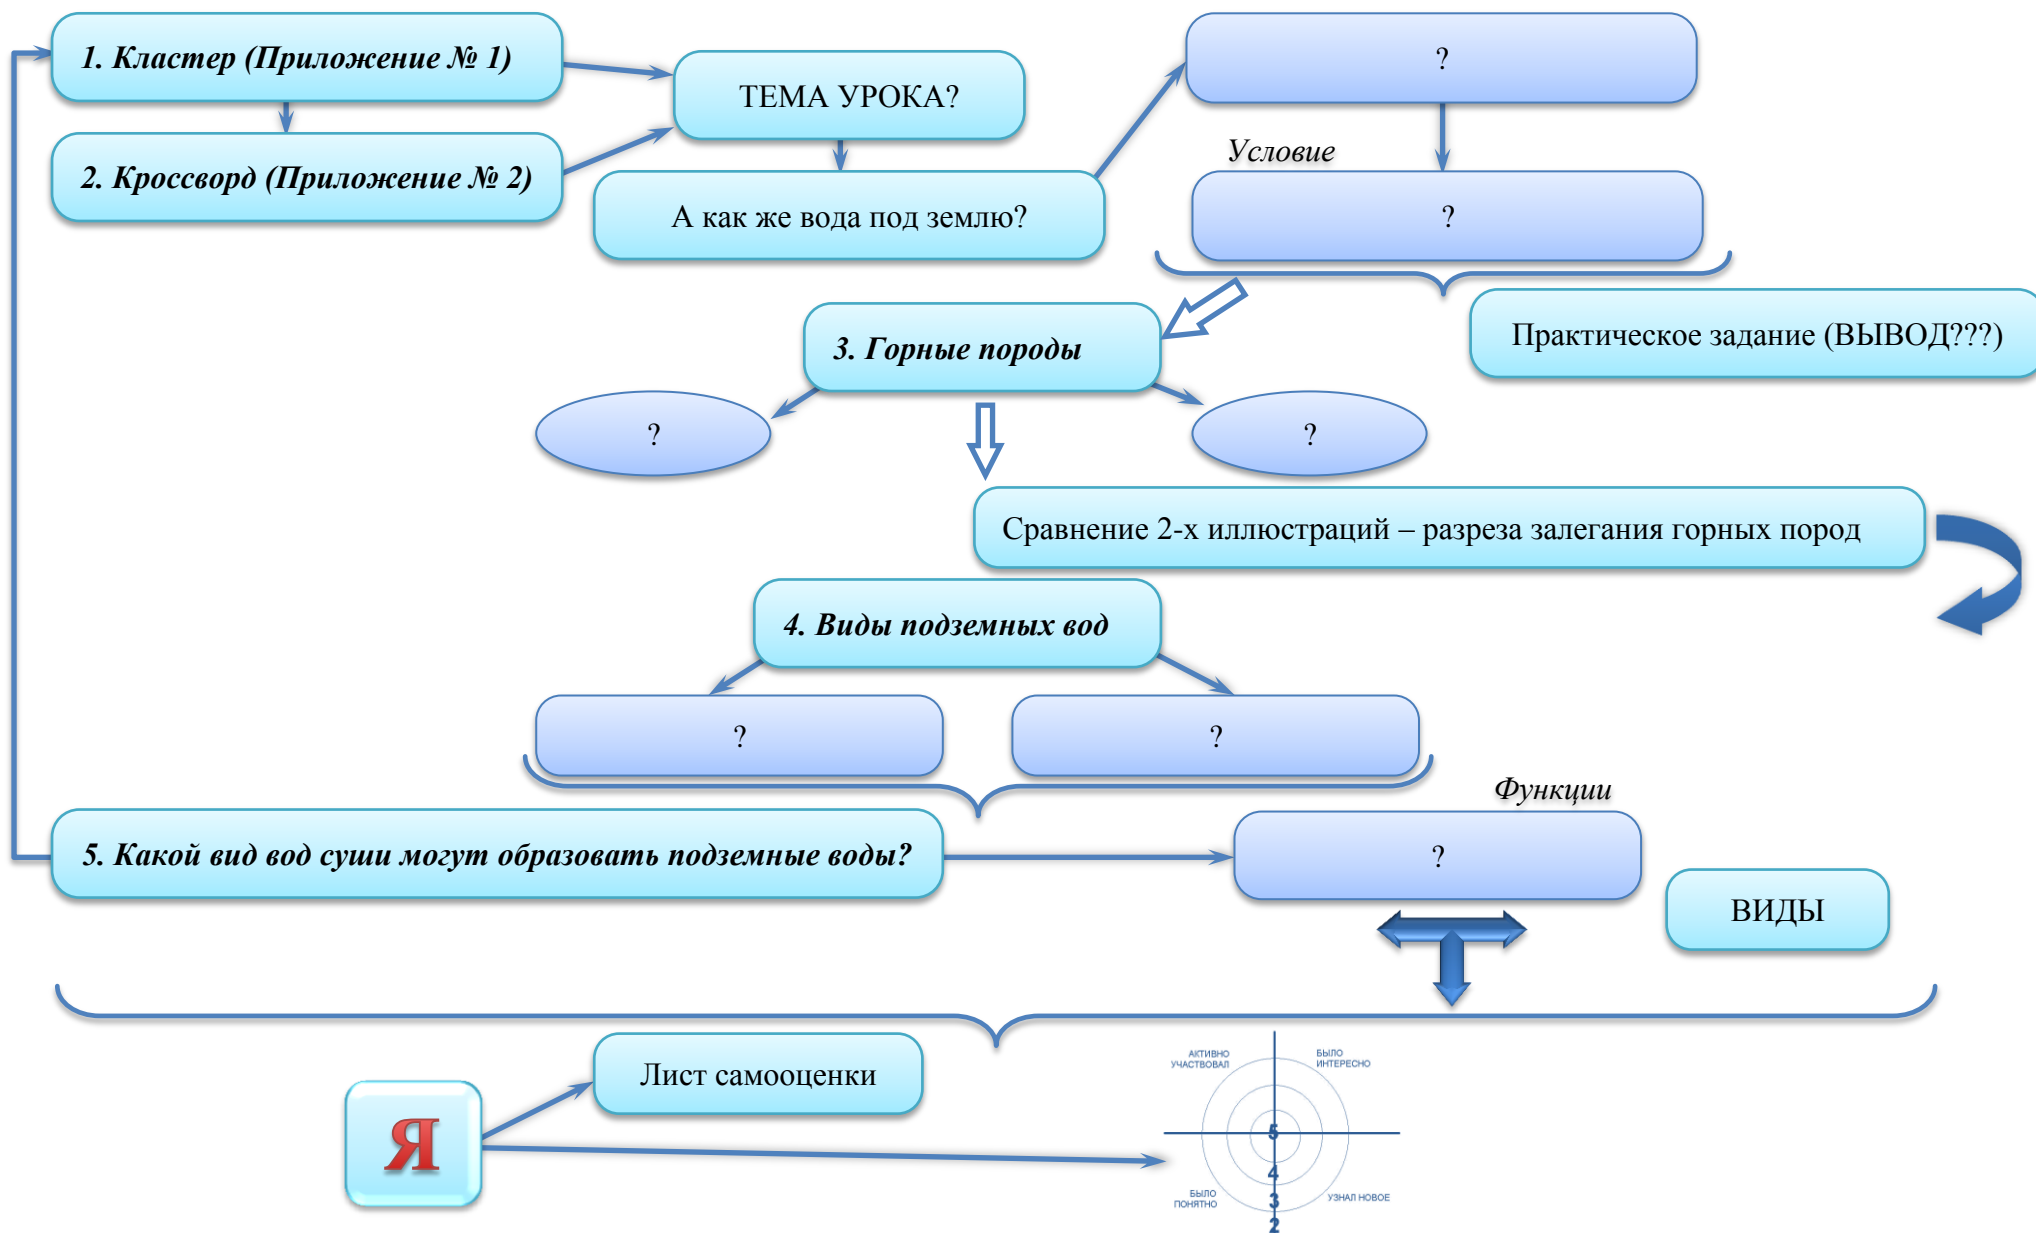 1. Кластер (Приложение № 1)
ТЕМА УРОКА?
?
2. Кроссворд (Приложение № 2)
А как же вода под землю?
Условие
?
3. Горные породы
Практическое задание (ВЫВОД???)
?
?
Сравнение 2-х иллюстраций – разреза залегания горных пород
4. Виды подземных вод
?
?
5. Какой вид вод суши могут образовать подземные воды?
Функции
?
ВИДЫ
Я
Лист самооценки
АКТИВНО
УЧАСТВОВАЛ
БЫЛО
ИНТЕРЕСНО
5
4
3
2
БЫЛО
ПОНЯТНО
УЗНАЛ НОВОЕ